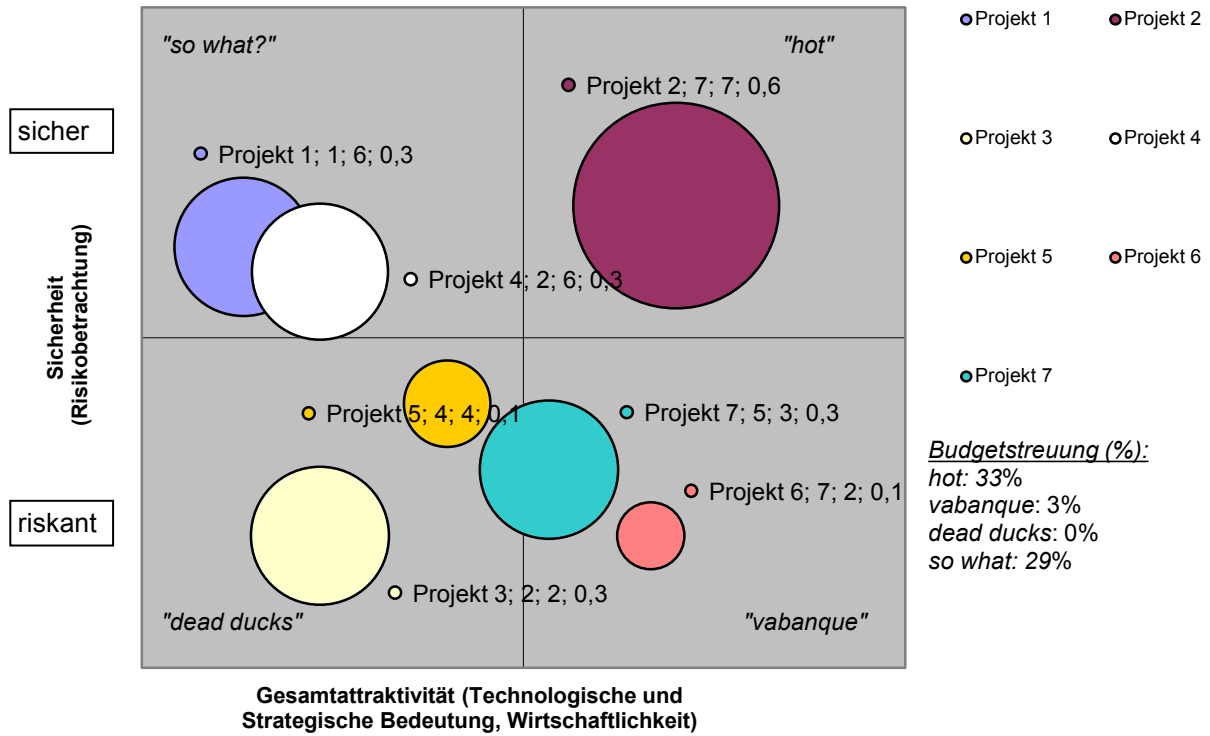 "so what?"
"hot"
Projekt 1
Projekt 2
Projekt 2; 7; 7; 0,6
sicher
Projekt 3
Projekt 4
Projekt 1; 1; 6; 0,3
Sicherheit
(Risikobetrachtung)
Projekt 4; 2; 6; 0,3
Projekt 5
Projekt 6
Projekt 7
Projekt 5; 4; 4; 0,1
Projekt 7; 5; 3; 0,3
Budgetstreuung (%):
hot: 33%
vabanque: 3%
dead ducks: 0%
so what: 29%
Projekt 6; 7; 2; 0,1
riskant
Projekt 3; 2; 2; 0,3
"dead ducks"
"vabanque"
Gesamtattraktivität (Technologische und
Strategische Bedeutung, Wirtschaftlichkeit)